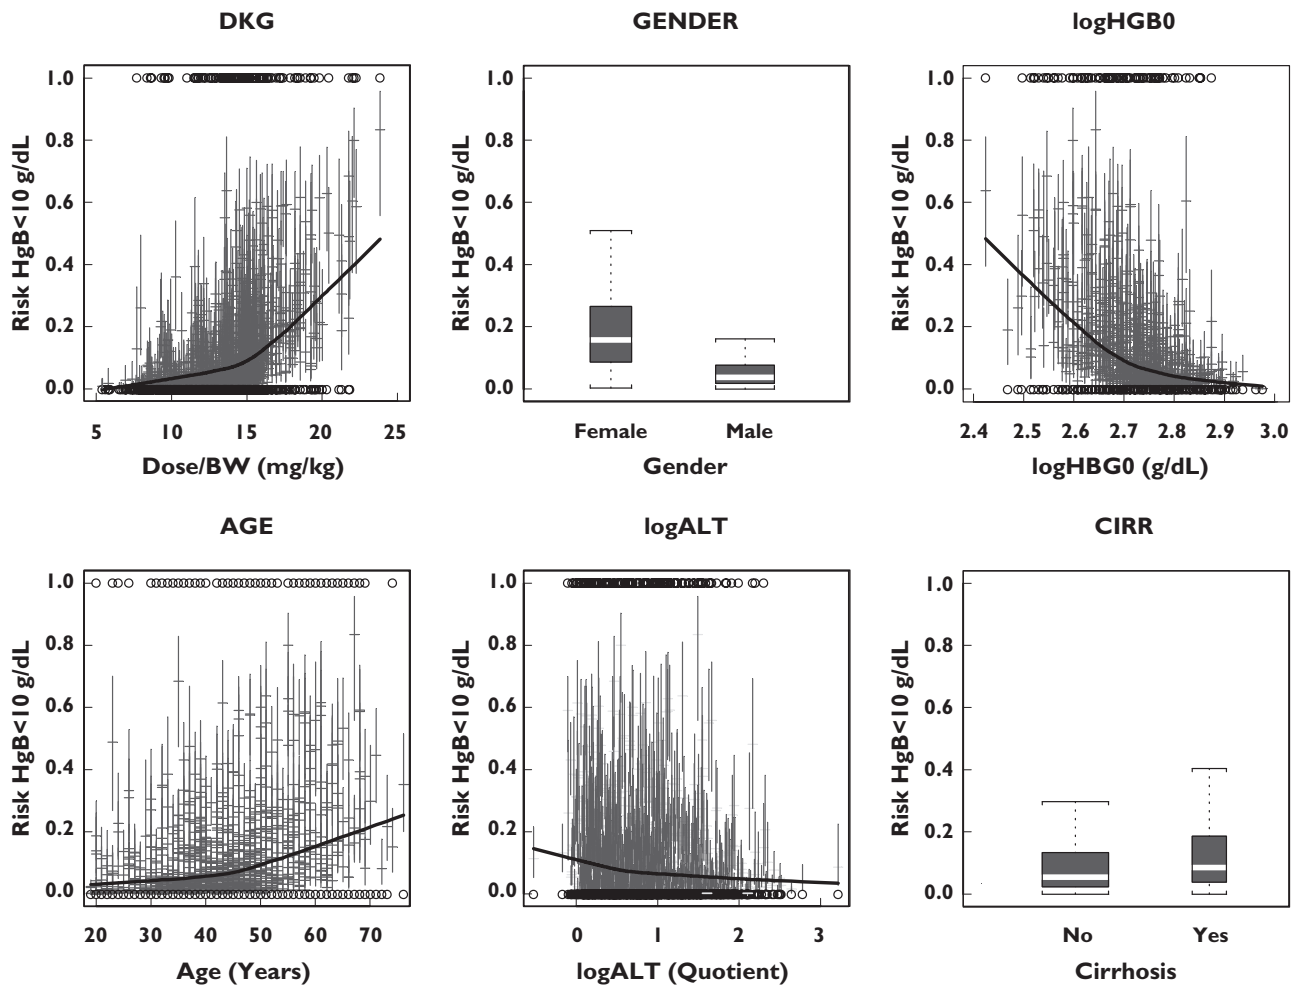 DKG
GENDER
logHGB0
Risk HgB<10 g/dL
1.0
0.8
0.6
0.4
0.2
0.0
5 10 15 20 25
Dose/BW (mg/kg)
Risk HgB<10 g/dL
1.0
0.8
0.6
0.4
0.2
0.0
Female Male
Gender
Risk HgB<10 g/dL
1.0
0.8
0.6
0.4
0.2
0.0
2.4 2.5 2.6 2.7 2.8 2.9 3.0
logHBG0 (g/dL)
AGE
logALT
CIRR
Risk HgB<10 g/dL
1.0
0.8
0.6
0.4
0.2
0.0
20 30 40 50 60 70
Age (Years)
Risk HgB<10 g/dL
1.0
0.8
0.6
0.4
0.2
0.0
0 1 2 3
logALT (Quotient)
Risk HgB<10 g/dL
1.0
0.8
0.6
0.4
0.2
0.0
No Yes
Cirrhosis